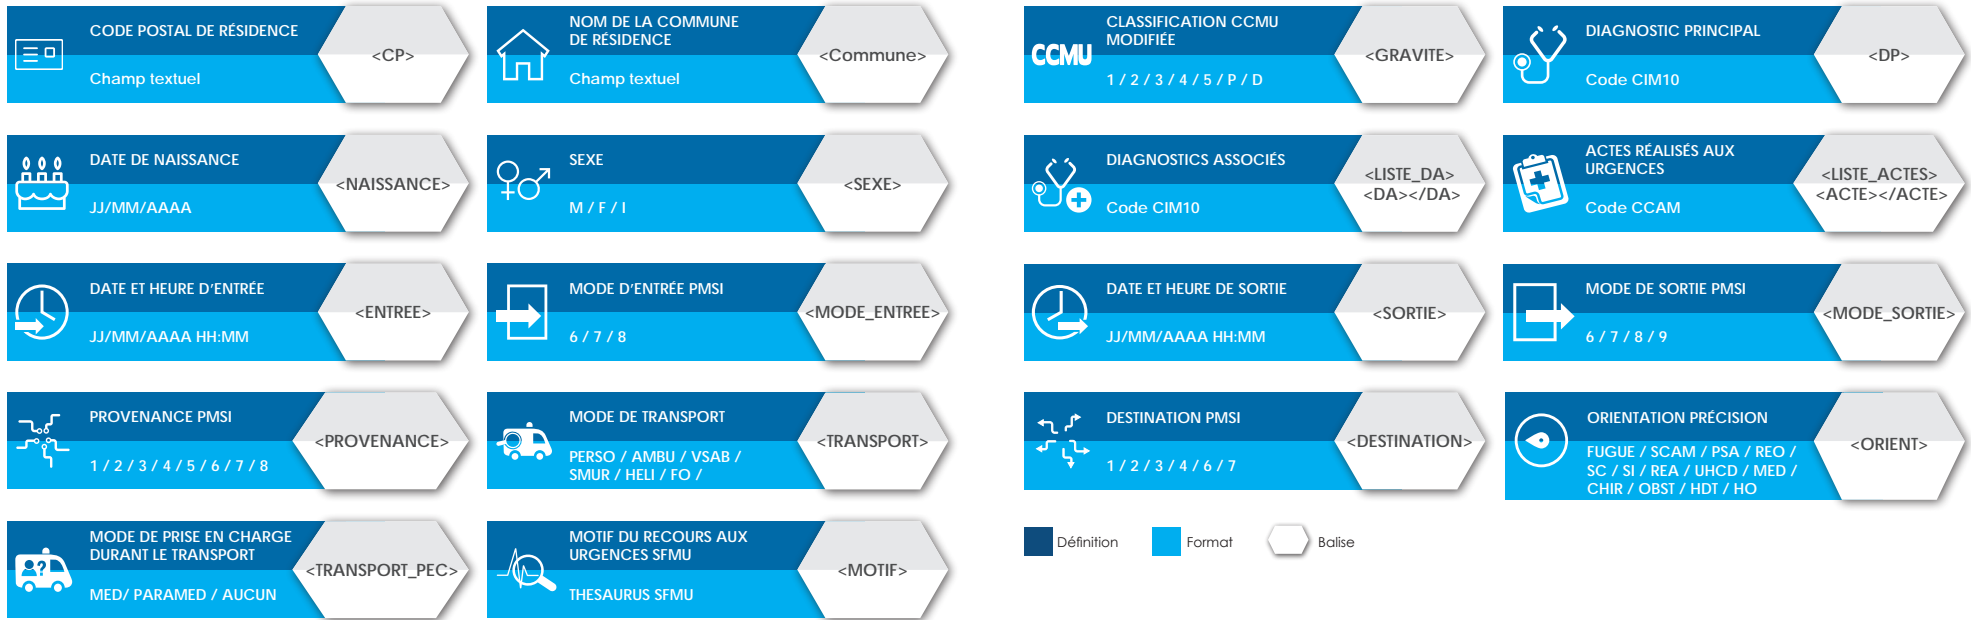 CODE POSTAL DE RÉSIDENCE
Champ textuel
<CP>
NOM DE LA COMMUNE
DE RÉSIDENCE
Champ textuel
<Commune>
DATE DE NAISSANCE
JJ/MM/AAAA
<NAISSANCE>
SEXE
M / F / I
<SEXE>
DATE ET HEURE D'ENTRÉE
JJ/MM/AAAA HH:MM
<ENTREE>
MODE D'ENTRÉE PMSI
6 / 7 / 8
<MODE_ENTREE>
PROVENANCE PMSI
1 / 2 / 3 / 4 / 5 / 6 / 7 / 8
<PROVENANCE>
MODE DE TRANSPORT
PERSO / AMBU / VSAB /
SMUR / HELI / FO /
<TRANSPORT>
MODE DE PRISE EN CHARGE
DURANT LE TRANSPORT
MED/ PARAMED / AUCUN
<TRANSPORT_PEC>
MOTIF DU RECOURS AUX
URGENCES SFMU
THESAURUS SFMU
<MOTIF>
CCMU
CLASSIFICATION CCMU
MODIFIÉE
1 / 2 / 3 / 4 / 5 / P / D
<GRAVITE>
DIAGNOSTIC PRINCIPAL
Code CIM10
<DP>
DIAGNOSTICS ASSOCIÉS
Code CIM10
<LISTE_DA>
<DA></DA>
ACTES RÉALISÉS AUX
URGENCES
Code CCAM
<LISTE_ACTES>
<ACTE></ACTE>
DATE ET HEURE DE SORTIE
JJ/MM/AAAA HH:MM
<SORTIE>
MODE DE SORTIE PMSI
6 / 7 / 8 / 9
<MODE_SORTIE>
DESTINATION PMSI
1 / 2 / 3 / 4 / 6 / 7
<DESTINATION>
ORIENTATION PRÉCISION
FUGUE / SCAM / PSA / REO /
SC / SI / REA / UHCD / MED /
CHIR / OBST / HDT / HO
<ORIENT>
Définition
Format
Balise